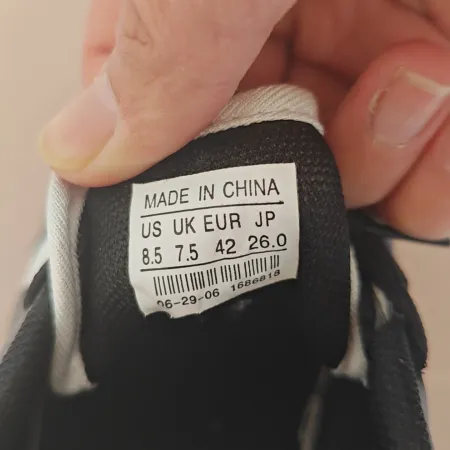 MADE IN CHINA
US UK EUR JP
8.5 7.5 42 26.0
06-29-06 1686818